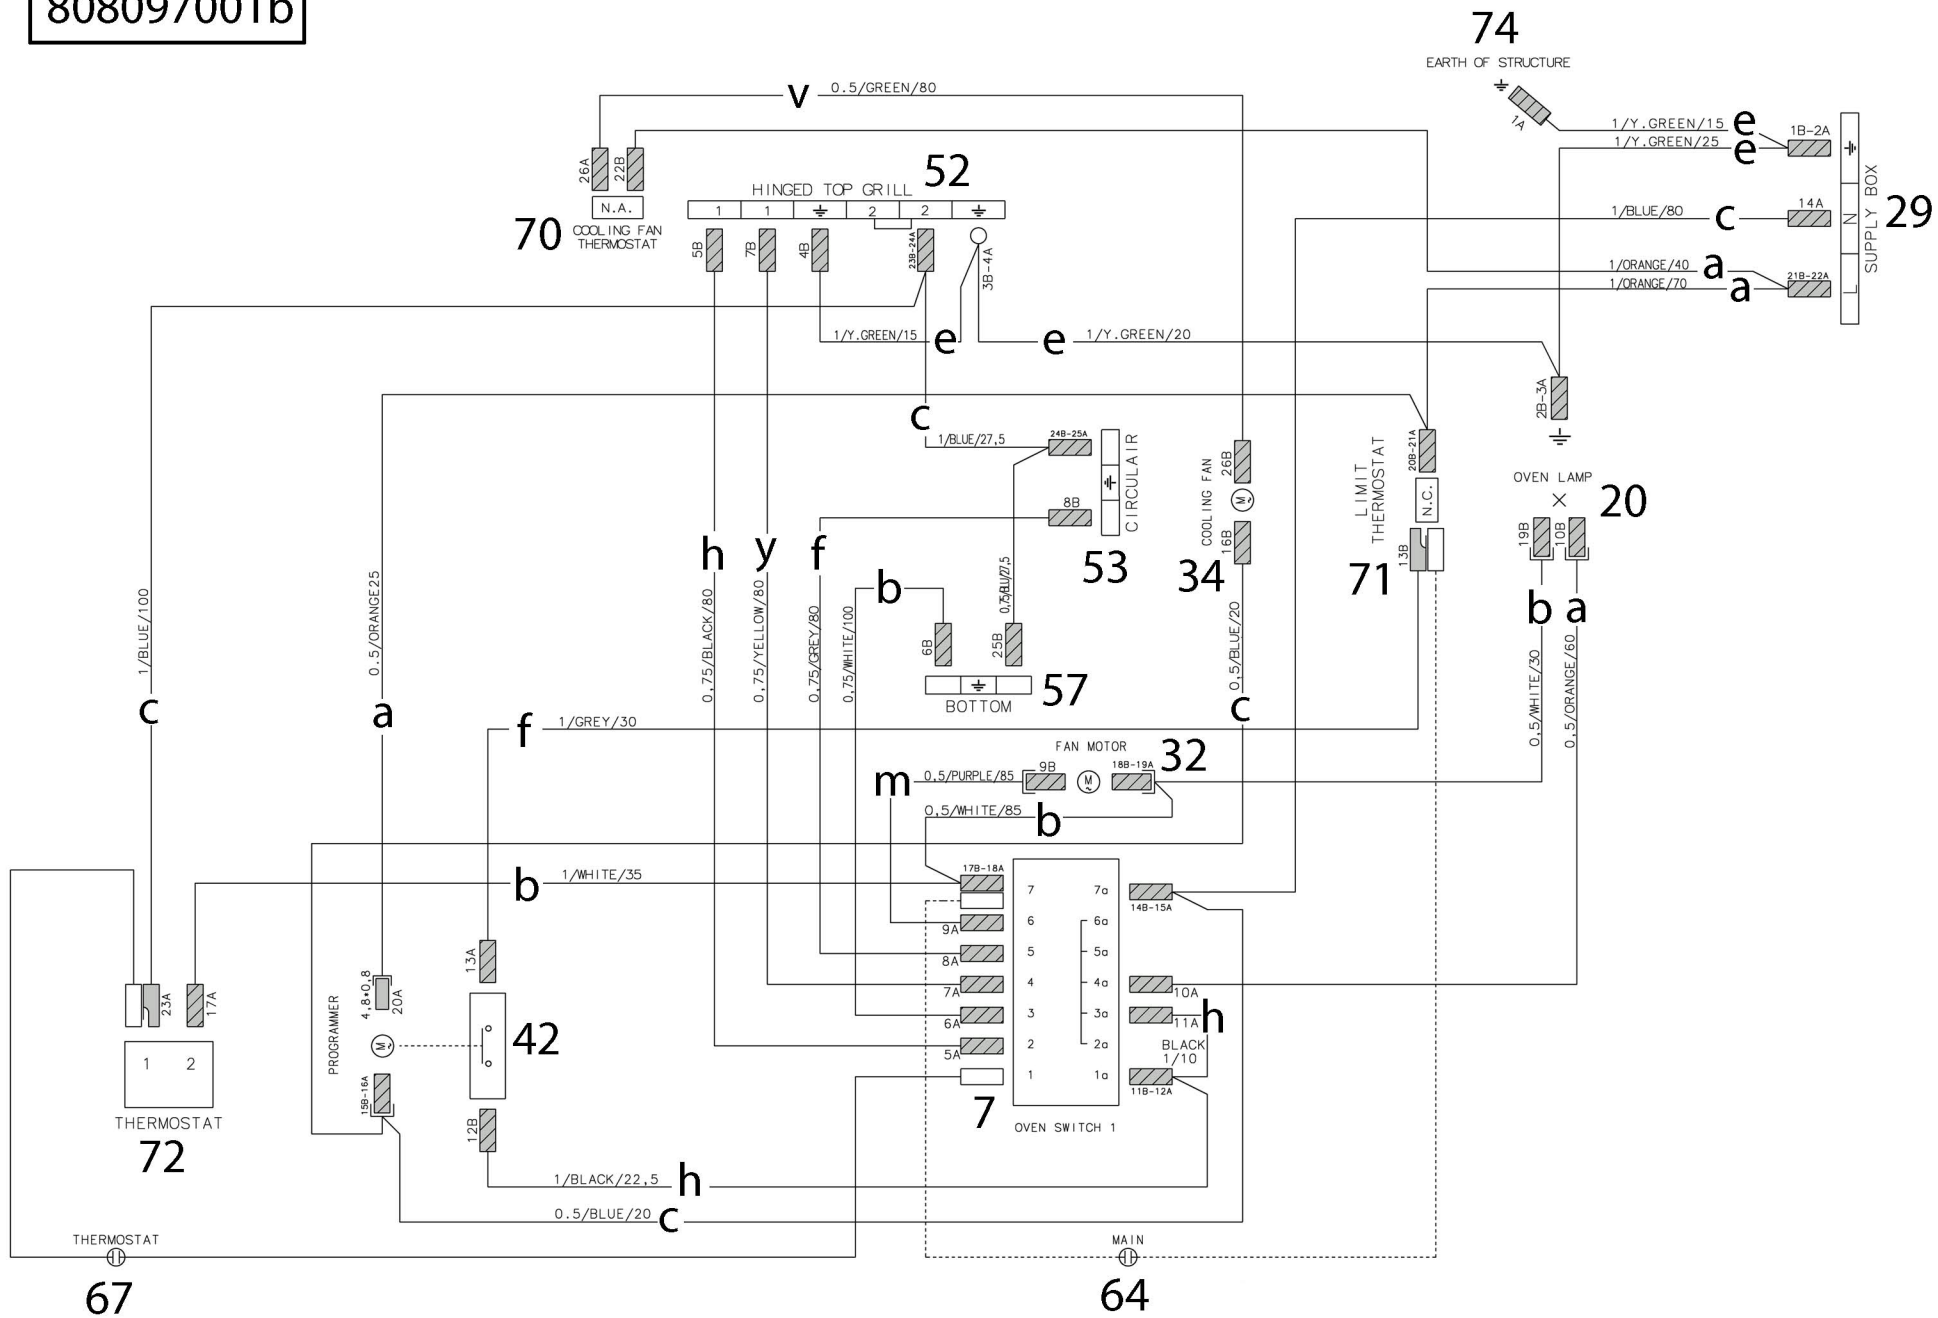 808097001b
74
EARTH OF STRUCTURE
1A
v 0.5/GREEN/80
1/Y.GREEN/15 e
1/Y.GREEN/25 e
1B-2A
26A
22B
N.A.
70
COOLING FAN
THERMOSTAT
52
HINGED TOP GRILL
1 1 2 2
5B
7B
4B
23B-24A
3B-4A
1/BLUE/80 c
14A
N
SUPPLY BOX
29
1/ORANGE/40 a
1/ORANGE/70 a
21B-22A
L
1/Y.GREEN/15 e
e 1/Y.GREEN/20
2B-3A
c
1/BLUE/27,5
24B-25A
8B
CIRCULAIR
53
COOLING FAN
26B
M
16B
34
LIMIT
THERMOSTAT
20B-21A
N.C.
13B
71
OVEN LAMP
20
19B
10B
b a
0,5/WHITE/30
0,5/ORANGE/60
h y f b
0,75/BLACK/80
0,75/YELLOW/80
0,75/GREY/80
0,75/WHITE/100
0,75/BLU/27,5
6B
25B
57
BOTTOM
0,5/BLUE/20
c
1/BLUE/100
c
0.5/ORANGE25
a
f 1/GREY/30
FAN MOTOR
32
m 0,5/PURPLE/85
9B
M
18B-19A
0,5/WHITE/85
b
b 1/WHITE/35
17B-18A
7 7a
14B-15A
9A 6 6a
8A 5 5a
7A 4 4a 10A
6A 3 3a 11A h
5A 2 2a
BLACK
1/10
1 1a
11B-12A
7
OVEN SWITCH 1
23A
17A
1 2
THERMOSTAT
72
PROGRAMMER
4,8*0,8
20A
M
15B-16A
13A
42
12B
1/BLACK/22,5 h
0.5/BLUE/20 c
THERMOSTAT
67
MAIN
64